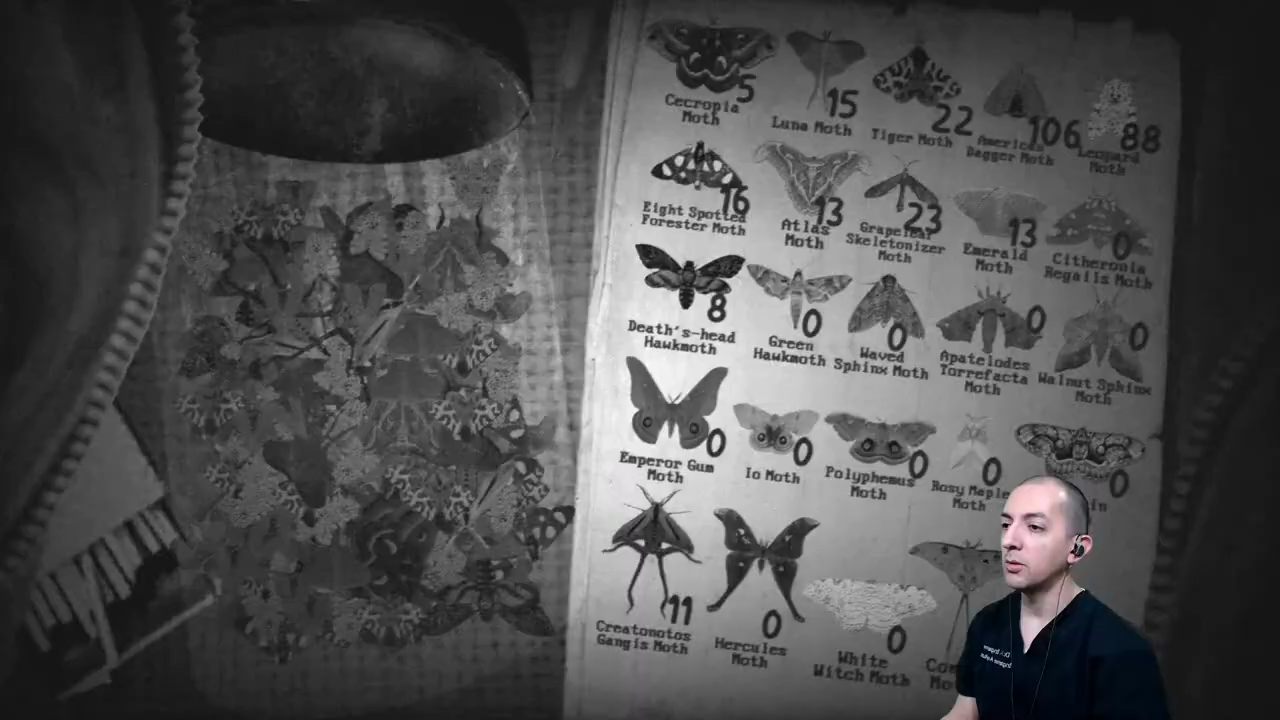 5
Cecropia
Moth
15
Luna Moth
22
Tiger Moth
106
American
Dagger Moth
88
Leopard
Moth
16
Eight Spotted
Forester Moth
13
Atlas
Moth
23
Grapeleaf
Skeletonizer
Moth
13
Emerald
Moth
0
Citheronia
Regalis Moth
8
Death's-head
Hawkmoth
0
Green
Hawkmoth
0
Waved
Sphinx Moth
0
Apatelodes
Torrefacta
Moth
0
Walnut Sphinx
Moth
0
Emperor Gum
Moth
0
Io Moth
0
Polyphemus
Moth
0
Rosy Maple
Moth
0
in
11
Creatonotos
Gangis Moth
0
Hercules
Moth
0
White
Witch Moth
Co
Mo